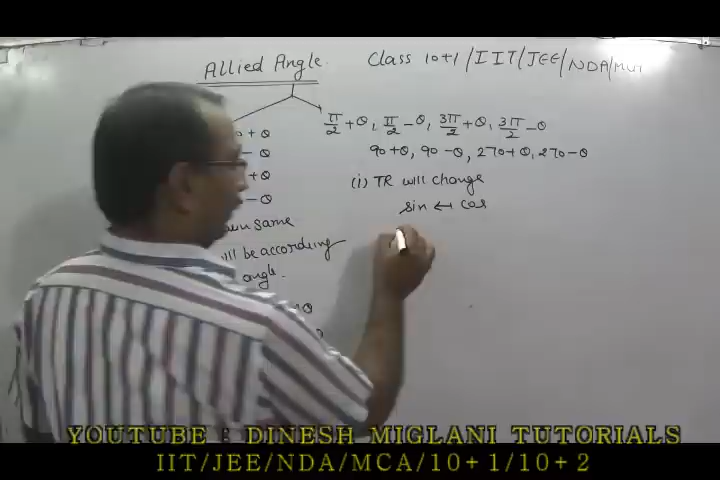 Allied Angle.
Class 10+1/IIT/JEE/NDA/MCA
π/2 + θ, π/2 - θ, 3π/2 + θ, 3π/2 - θ
90+θ, 90-θ, 270+θ, 270-θ
+ θ
- θ
+ θ
- θ
(i) TR will change
sin ↔ cos
same
will be according
angle.
θ
YOUTUBE : DINESH MIGLANI TUTORIALS
IIT/JEE/NDA/MCA/10+1/10+2